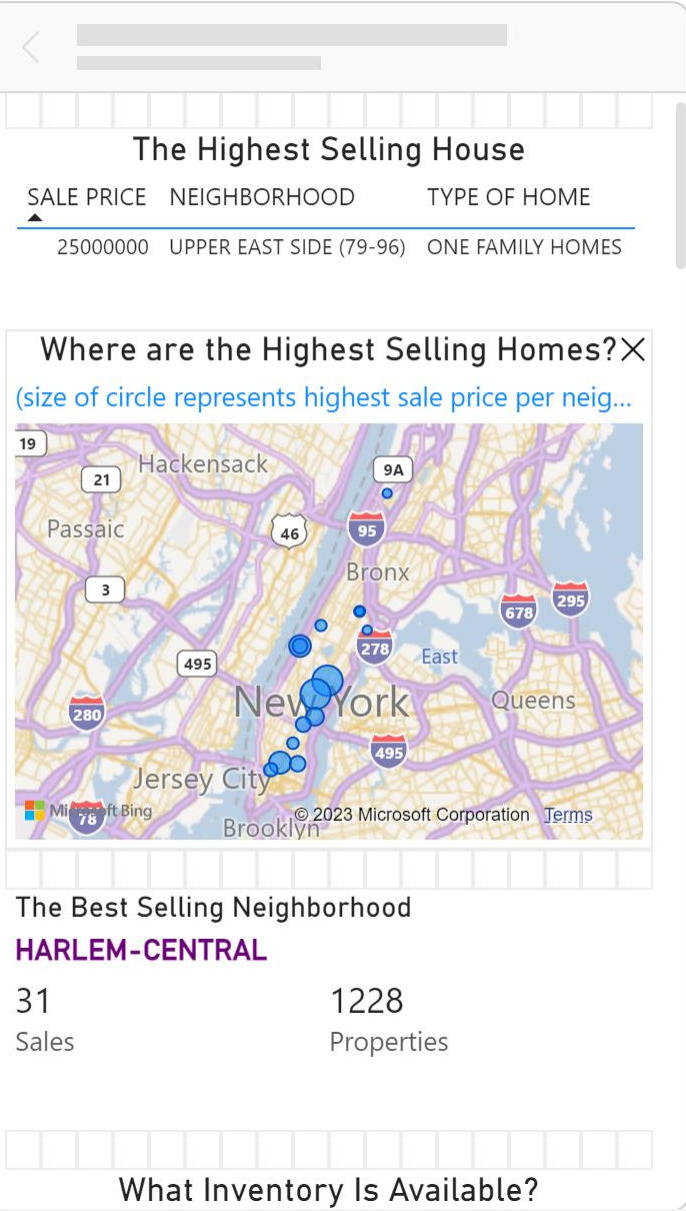 The Highest Selling House
SALE PRICE NEIGHBORHOOD TYPE OF HOME
25000000 UPPER EAST SIDE (79-96) ONE FAMILY HOMES
Where are the Highest Selling Homes?
(size of circle represents highest sale price per neig...
19
Hackensack
9A
21
Passaic
46
95
Bronx
3
678
295
278
East
495
New York
Queens
280
495
Jersey City
Microsoft Bing
78
© 2023 Microsoft Corporation Terms
Brooklyn
The Best Selling Neighborhood
HARLEM-CENTRAL
31 1228
Sales Properties
What Inventory Is Available?